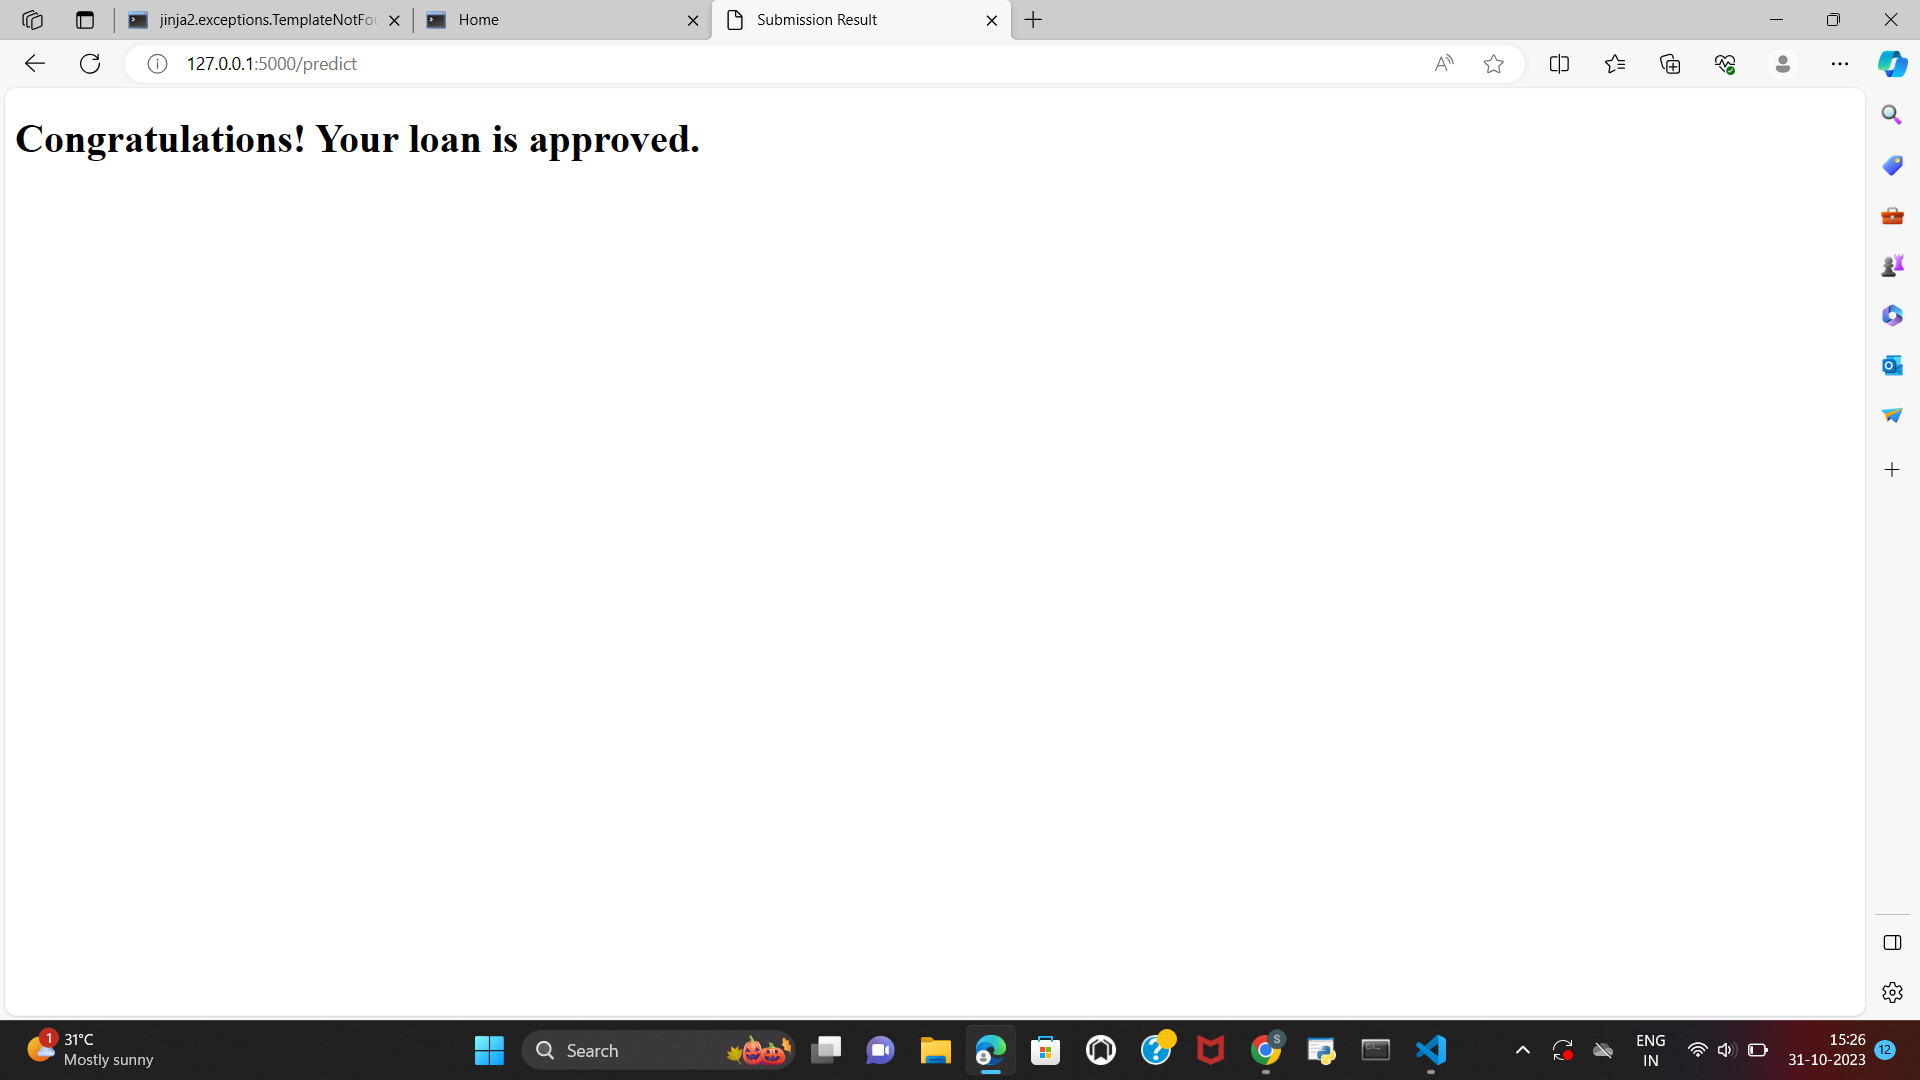 jinja2.exceptions.TemplateNotFou
Home
Submission Result
127.0.0.1:5000/predict
Congratulations! Your loan is approved.
1
31°C
Mostly sunny
Search
S
ENG
IN
15:26
31-10-2023
12